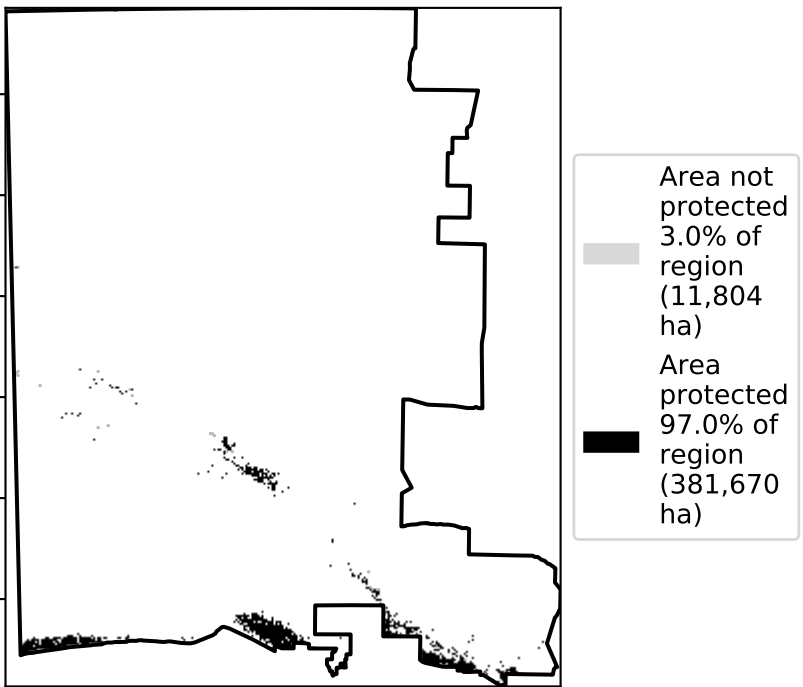 Area not
protected
3.0% of
region
(11,804
ha)
Area
protected
97.0% of
region
(381,670
ha)